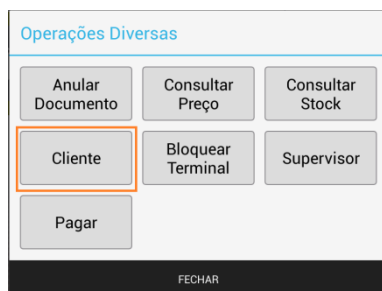 Operações Diversas
Anular
Documento
Consultar
Preço
Consultar
Stock
Cliente
Bloquear
Terminal
Supervisor
Pagar
FECHAR